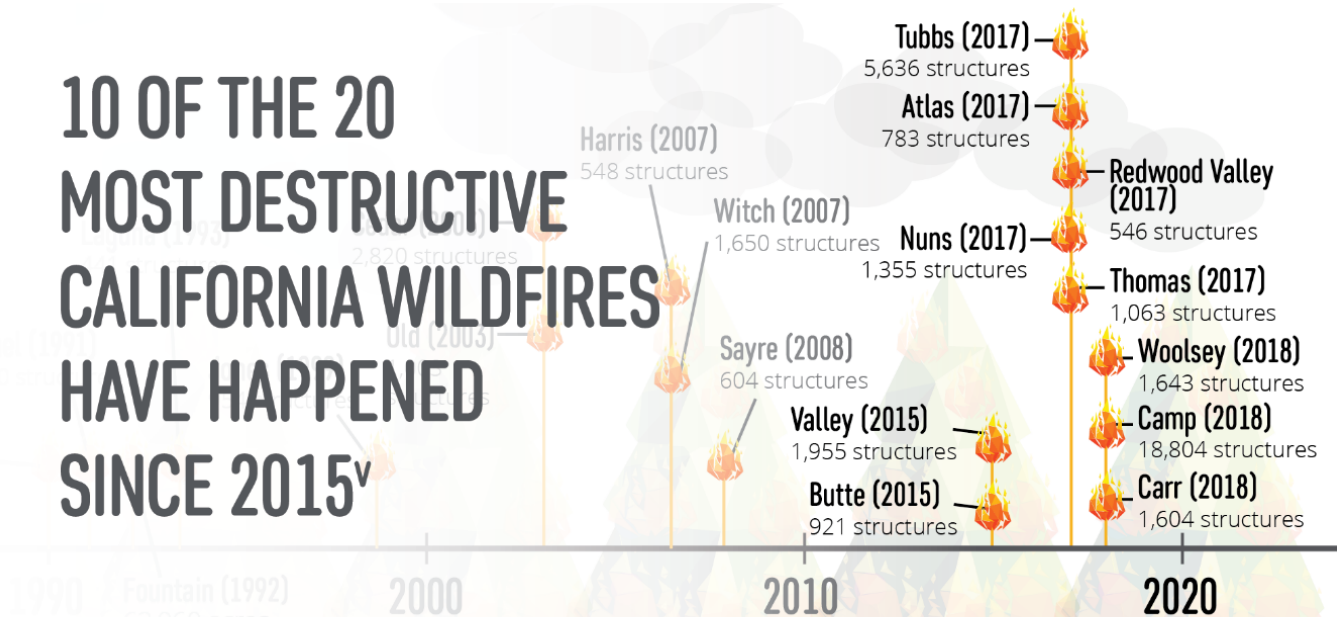 10 OF THE 20
MOST DESTRUCTIVE
CALIFORNIA WILDFIRES
HAVE HAPPENED
SINCE 2015ᵛ
(1993)
2,820 structures
Old (2003)
(1991)
Fountain (1992)
Harris (2007)
548 structures
Witch (2007)
1,650 structures
Sayre (2008)
604 structures
Valley (2015)
1,955 structures
Butte (2015)
921 structures
Tubbs (2017)
5,636 structures
Atlas (2017)
783 structures
Redwood Valley
(2017)
546 structures
Nuns (2017)
1,355 structures
Thomas (2017)
1,063 structures
Woolsey (2018)
1,643 structures
Camp (2018)
18,804 structures
Carr (2018)
1,604 structures
1990
2000
2010
2020